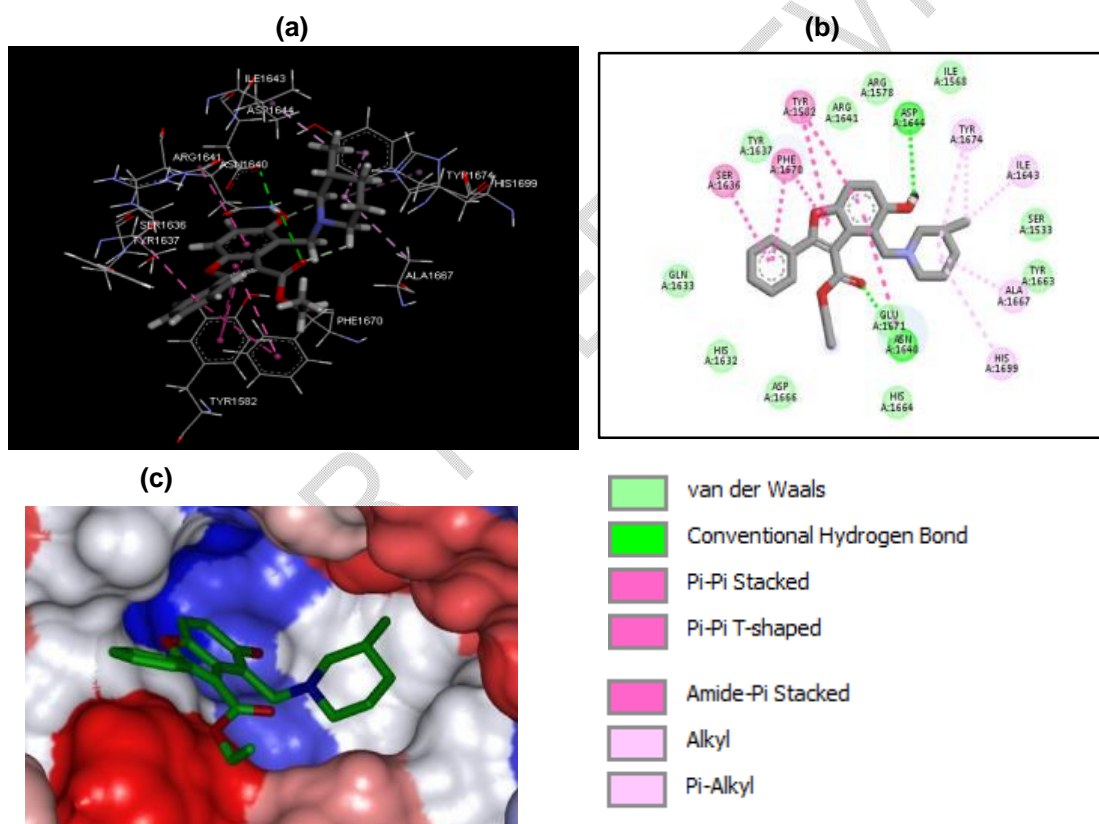 (a)
(b)
ILE1643
ASP1644
ARG1641
ASN1640
TYR1674
HIS1699
SER1636
TYR1637
ALA1667
PHE1670
TYR1582
ILE
A:1568
ARG
A:1578
TYR
A:1582
ARG
A:1641
ASP
A:1644
TYR
A:1674
TYR
A:1637
PHE
A:1670
ILE
A:1643
SER
A:1636
SER
A:1533
GLN
A:1633
TYR
A:1663
ALA
A:1667
GLU
A:1671
ASN
A:1640
HIS
A:1632
HIS
A:1699
ASP
A:1666
HIS
A:1664
(c)
van der Waals
Conventional Hydrogen Bond
Pi-Pi Stacked
Pi-Pi T-shaped
Amide-Pi Stacked
Alkyl
Pi-Alkyl